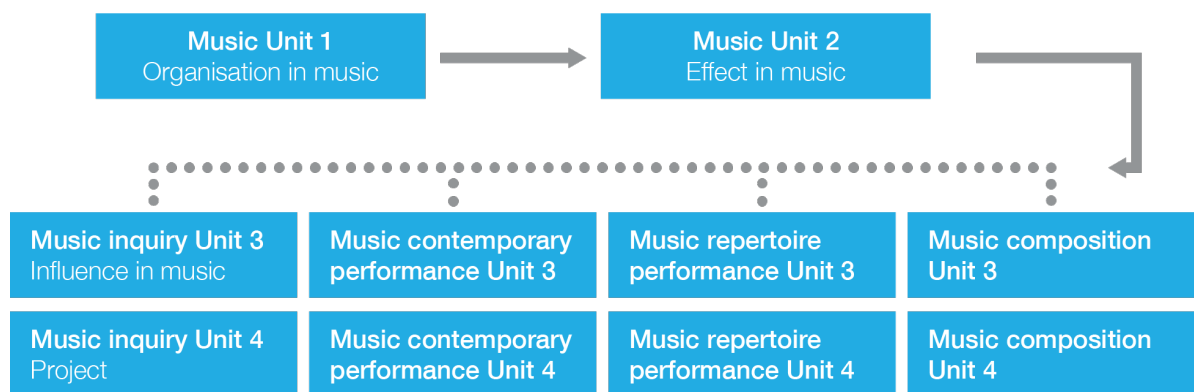 Music Unit 1
Organisation in music
Music Unit 2
Effect in music
Music inquiry Unit 3
Influence in music
Music contemporary
performance Unit 3
Music repertoire
performance Unit 3
Music composition
Unit 3
Music inquiry Unit 4
Project
Music contemporary
performance Unit 4
Music repertoire
performance Unit 4
Music composition
Unit 4